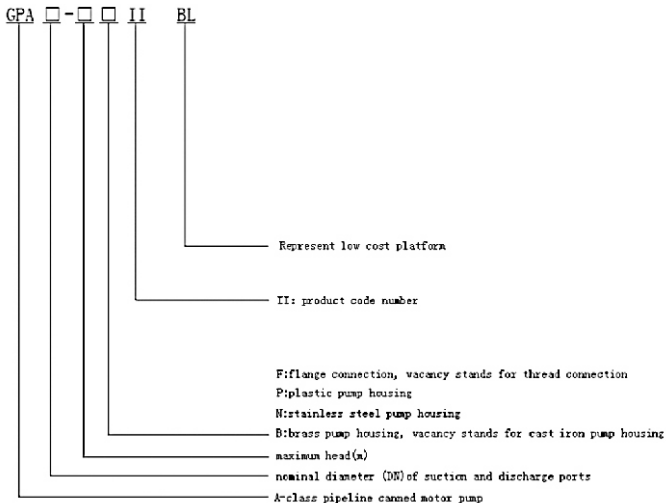 GPA □-□ □ II BL
Represent low cost platform
II: product code number
F:flange connection, vacancy stands for thread connection
P:plastic pump housing
N:stainless steel pump housing
B:brass pump housing, vacancy stands for cast iron pump housing
maximum head(m)
nominal diameter (DN)of suction and discharge ports
A-class pipeline canned motor pump